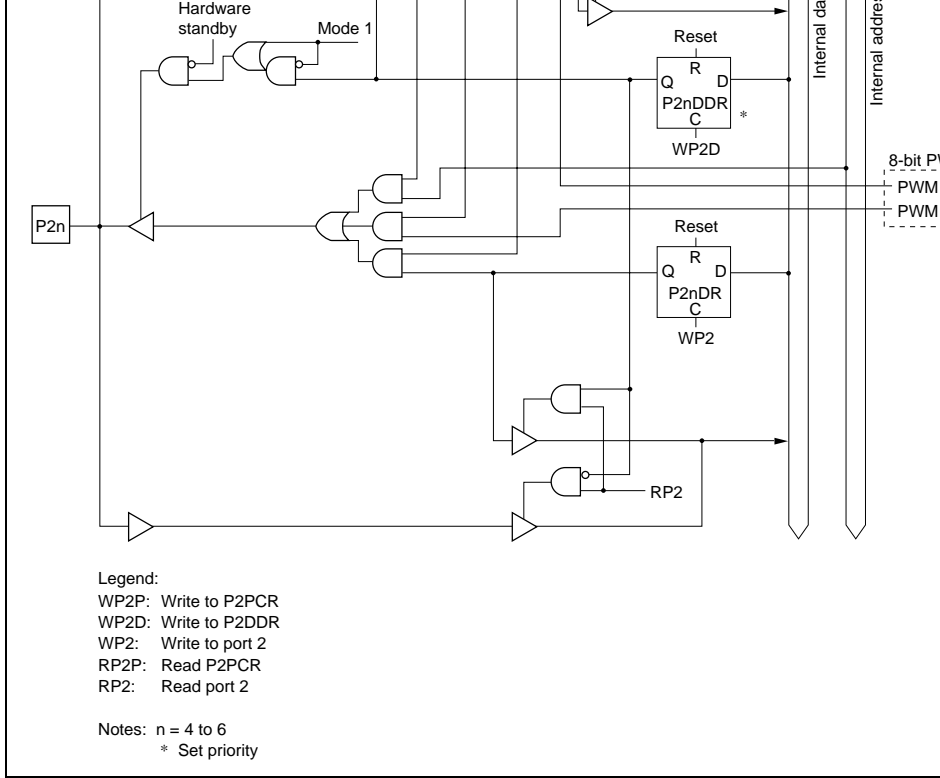 Hardware
standby
Mode 1
Reset
R
Q D
P2nDDR
C
*
WP2D
Internal da
Internal addres
8-bit P
PWM
PWM
P2n
Reset
R
Q D
P2nDR
C
WP2
RP2
Legend:
WP2P: Write to P2PCR
WP2D: Write to P2DDR
WP2: Write to port 2
RP2P: Read P2PCR
RP2: Read port 2
Notes: n = 4 to 6
* Set priority